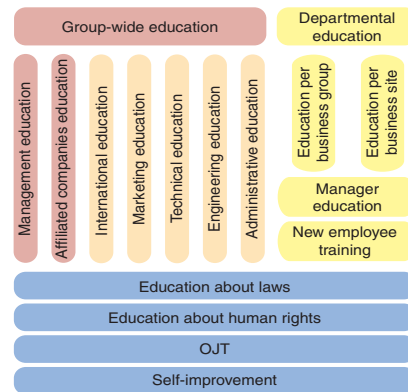 Group-wide education
Departmental
education
Management education
Affiliated companies education
International education
Marketing education
Technical education
Engineering education
Administrative education
Education per
business group
Education per
business site
Manager
education
New employee
training
Education about laws
Education about human rights
OJT
Self-improvement